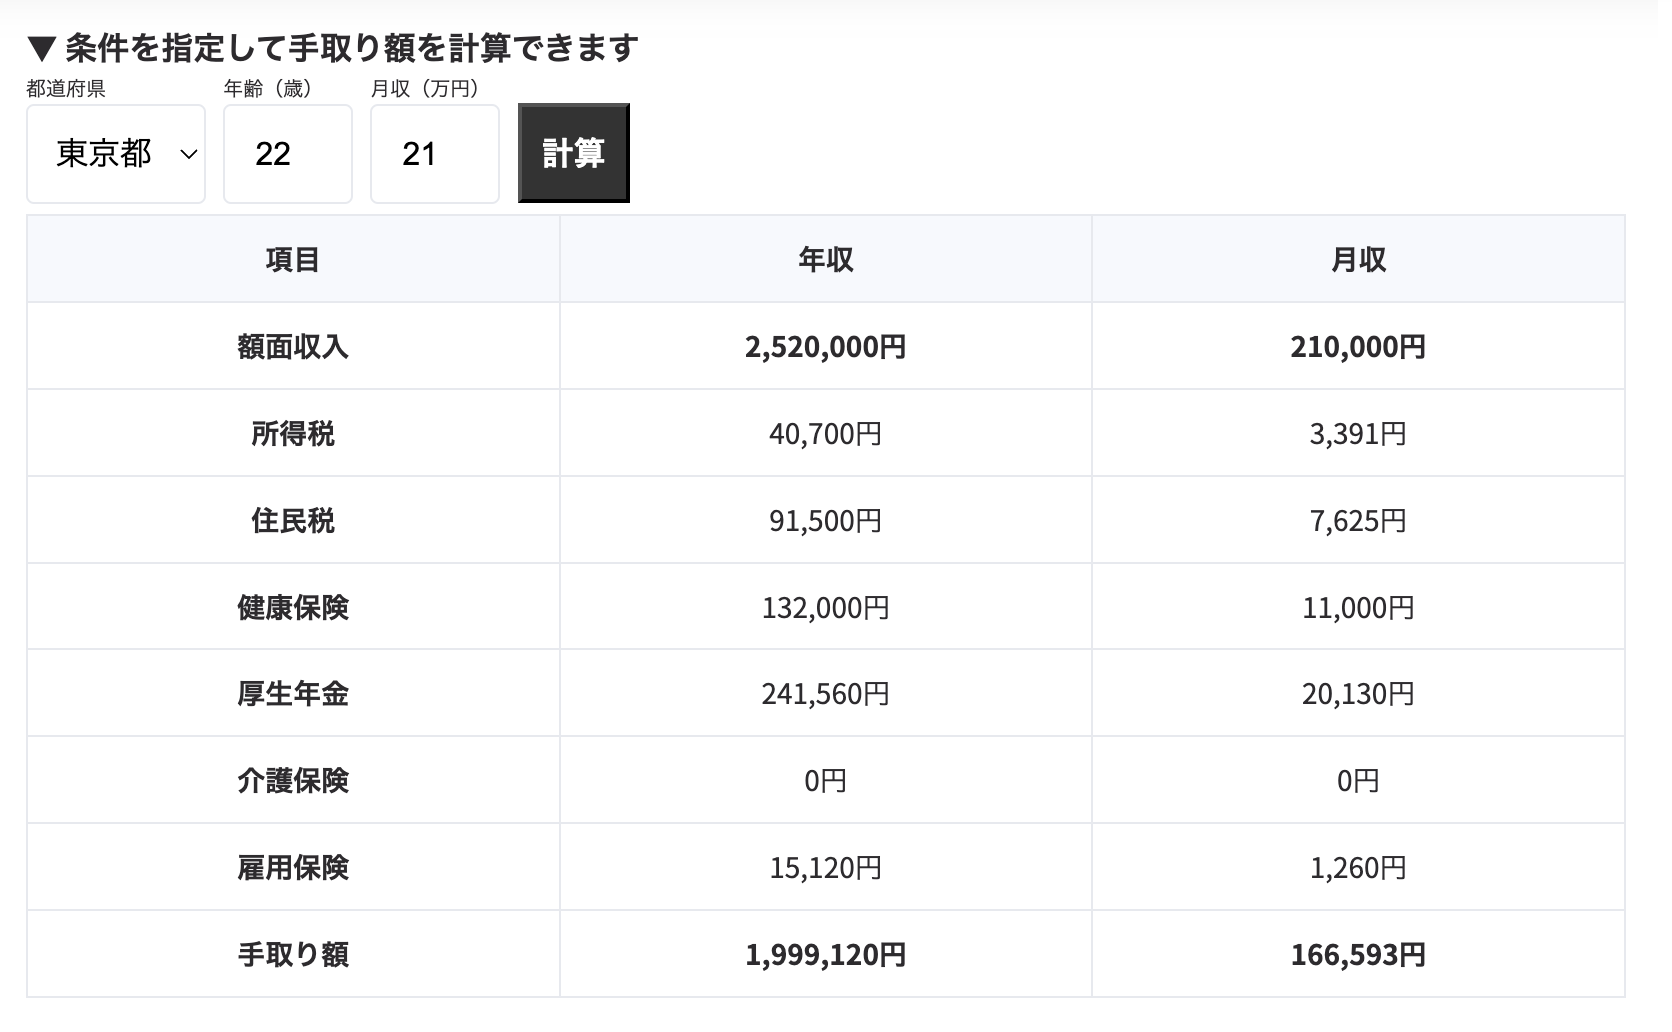 ▼ 条件を指定して手取り額を計算できます
都道府県 年齢（歳） 月収（万円）
東京都 22 21 計算
項目 年収 月収
額面収入 2,520,000円 210,000円
所得税 40,700円 3,391円
住民税 91,500円 7,625円
健康保険 132,000円 11,000円
厚生年金 241,560円 20,130円
介護保険 0円 0円
雇用保険 15,120円 1,260円
手取り額 1,999,120円 166,593円